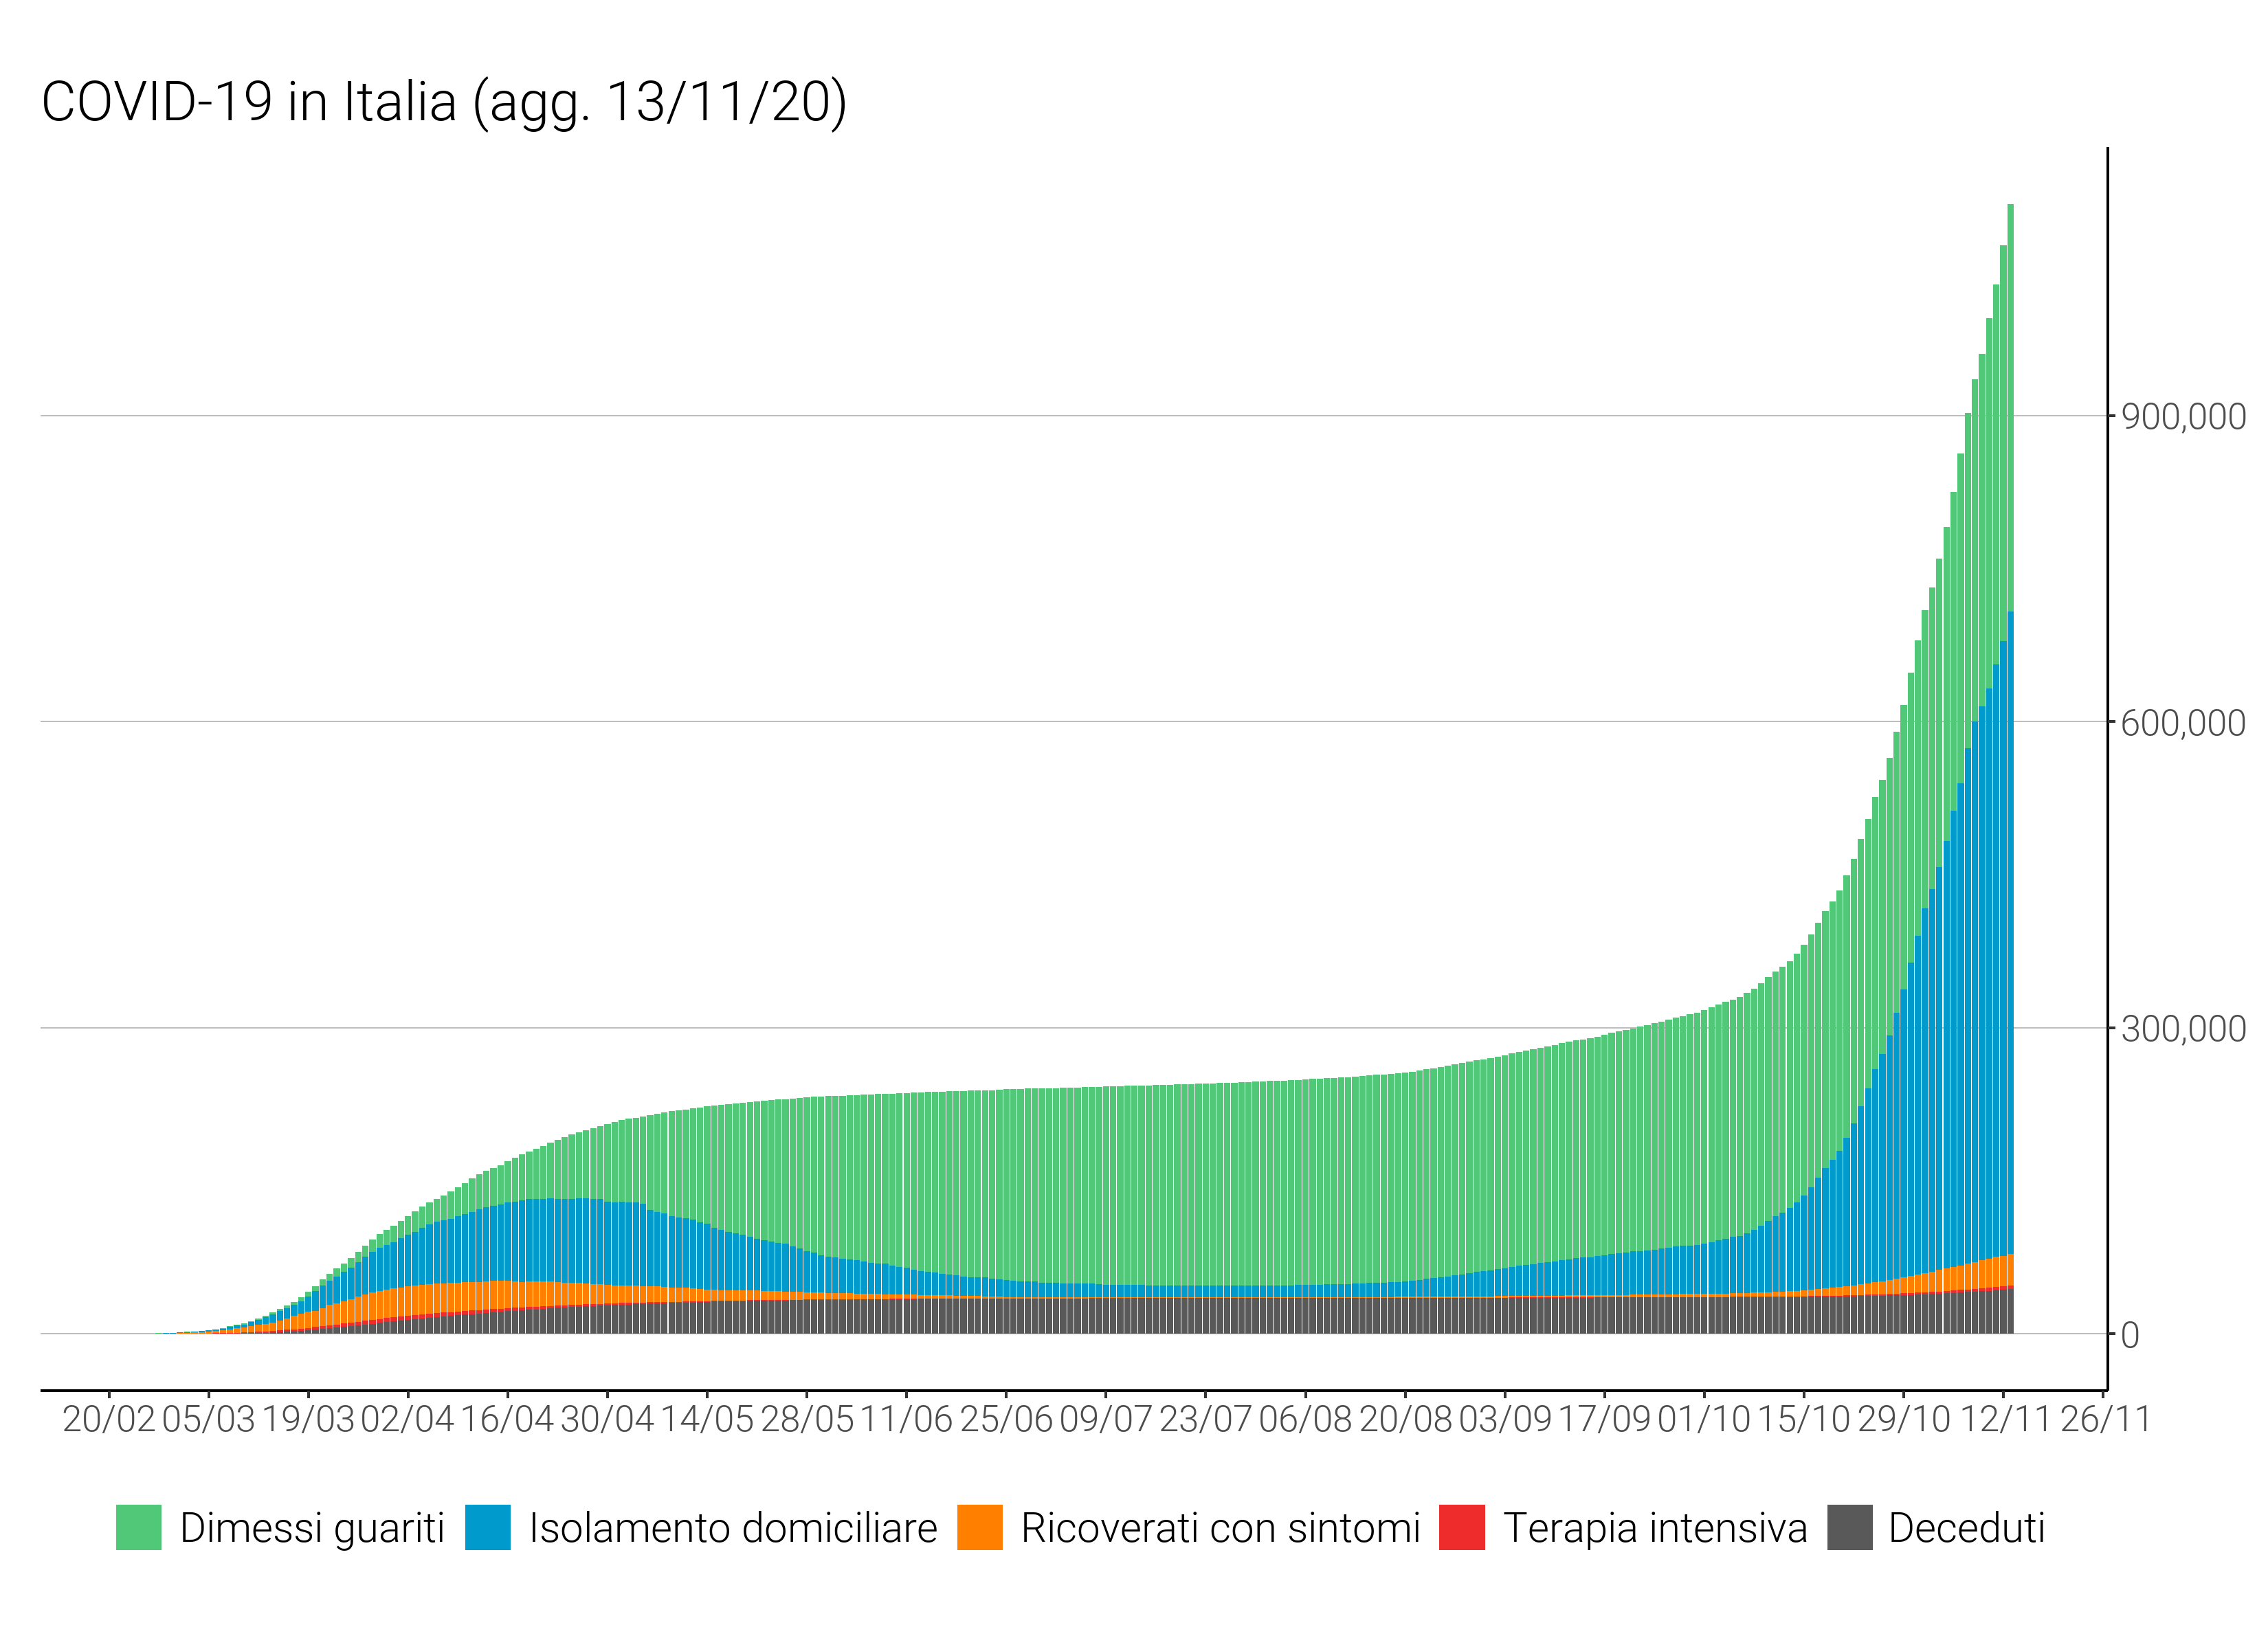 COVID-19 in Italia (agg. 13/11/20)
900,000
600,000
300,000
0
20/02 05/03 19/03 02/04 16/04 30/04 14/05 28/05 11/06 25/06 09/07 23/07 06/08 20/08 03/09 17/09 01/10 15/10 29/10 12/11 26/11
Dimessi guariti Isolamento domiciliare Ricoverati con sintomi Terapia intensiva Deceduti